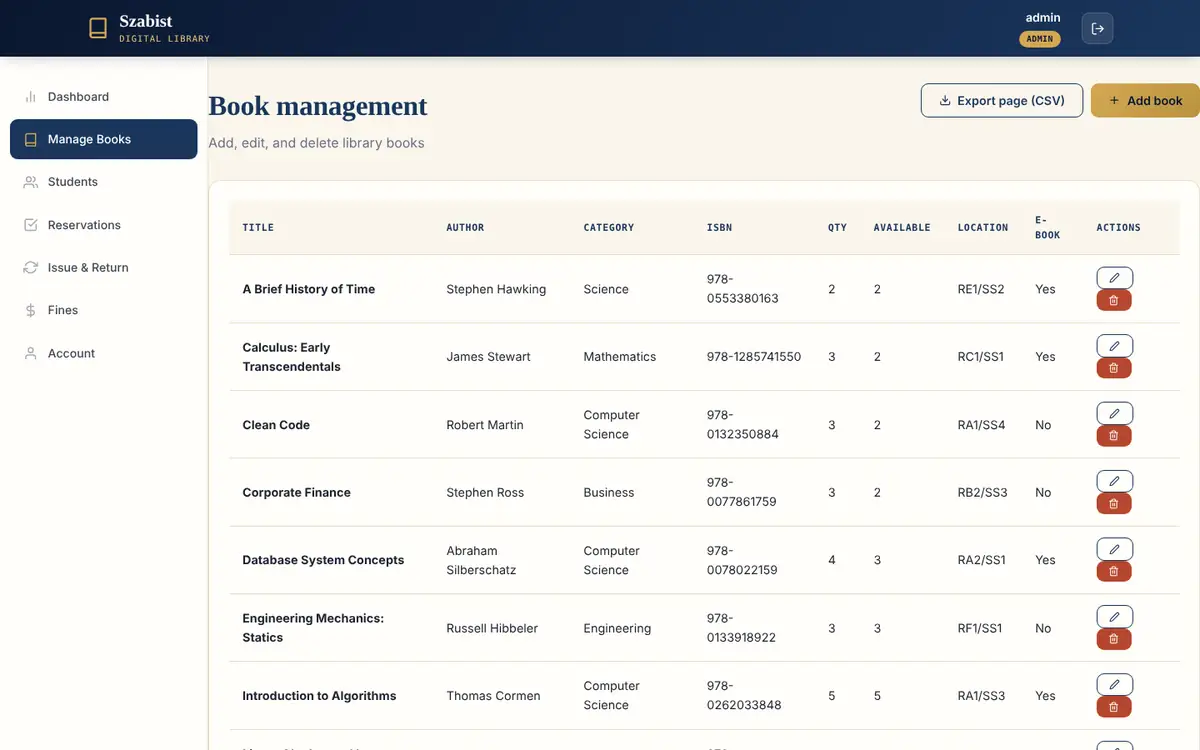 Szabist
DIGITAL LIBRARY
admin
ADMIN
Dashboard
Manage Books
Students
Reservations
Issue & Return
Fines
Account
Book management
Add, edit, and delete library books
Export page (CSV)
+ Add book
TITLE AUTHOR CATEGORY ISBN QTY AVAILABLE LOCATION E-BOOK ACTIONS
A Brief History of Time Stephen Hawking Science 978-0553380163 2 2 RE1/SS2 Yes
Calculus: Early Transcendentals James Stewart Mathematics 978-1285741550 3 2 RC1/SS1 Yes
Clean Code Robert Martin Computer Science 978-0132350884 3 2 RA1/SS4 No
Corporate Finance Stephen Ross Business 978-0077861759 3 2 RB2/SS3 No
Database System Concepts Abraham Silberschatz Computer Science 978-0078022159 4 3 RA2/SS1 Yes
Engineering Mechanics: Statics Russell Hibbeler Engineering 978-0133918922 3 3 RF1/SS1 No
Introduction to Algorithms Thomas Cormen Computer Science 978-0262033848 5 5 RA1/SS3 Yes